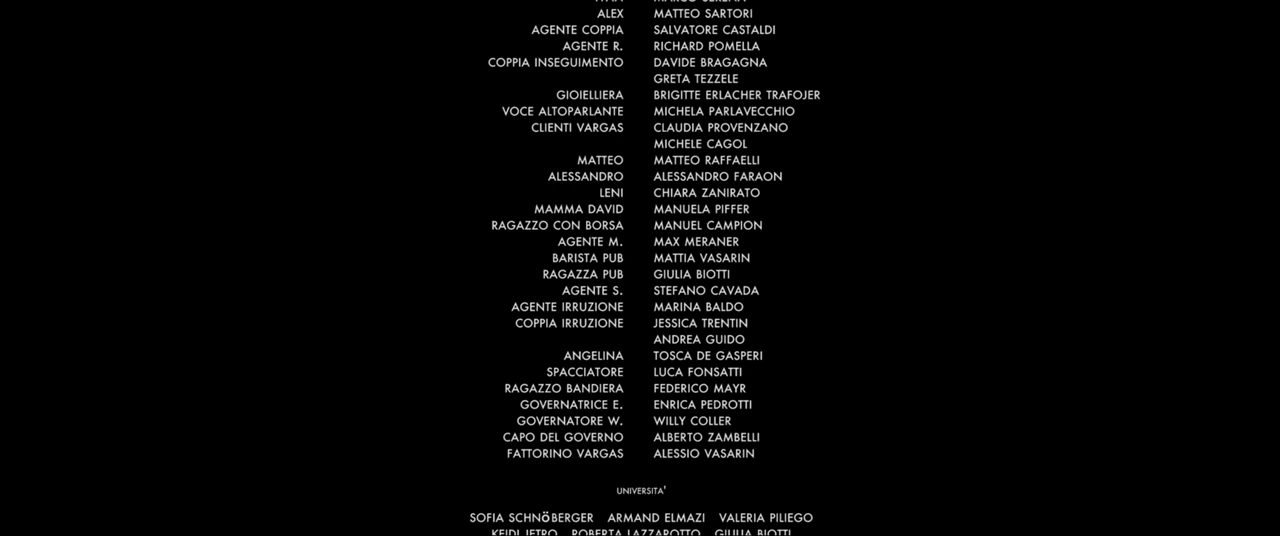 ALEX MATTEO SARTORI
AGENTE COPPIA SALVATORE CASTALDI
AGENTE R. RICHARD POMELLA
COPPIA INSEGUIMENTO DAVIDE BRAGAGNA
GRETA TEZZELE
GIOIELLIERA BRIGITTE ERLACHER TRAFOJER
VOCE ALTOPARLANTE MICHELA PARLAVECCHIO
CLIENTI VARGAS CLAUDIA PROVENZANO
MICHELE CAGOL
MATTEO MATTEO RAFFAELLI
ALESSANDRO ALESSANDRO FARAON
LENI CHIARA ZANIRATO
MAMMA DAVID MANUELA PIFFER
RAGAZZO CON BORSA MANUEL CAMPION
AGENTE M. MAX MERANER
BARISTA PUB MATTIA VASARIN
RAGAZZA PUB GIULIA BIOTTI
AGENTE S. STEFANO CAVADA
AGENTE IRRUZIONE MARINA BALDO
COPPIA IRRUZIONE JESSICA TRENTIN
ANDREA GUIDO
ANGELINA TOSCA DE GASPERI
SPACCIATORE LUCA FONSATTI
RAGAZZO BANDIERA FEDERICO MAYR
GOVERNATRICE E. ENRICA PEDROTTI
GOVERNATORE W. WILLY COLLER
CAPO DEL GOVERNO ALBERTO ZAMBELLI
FATTORINO VARGAS ALESSIO VASARIN
UNIVERSITA'
SOFIA SCHNöBERGER ARMAND ELMAZI VALERIA PILIEGO
ROBERTA LAZZAROTTO GIULIA BIOTTI